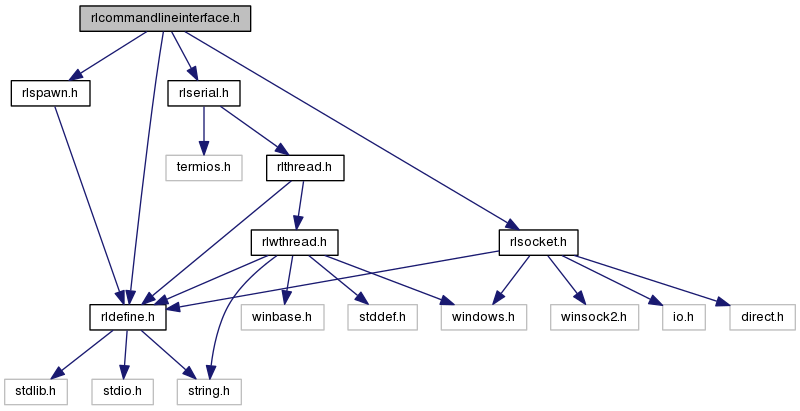 rlcommandlineinterface.h
rlspawn.h
rlserial.h
termios.h
rlthread.h
rlwthread.h
rlsocket.h
rldefine.h
winbase.h
stddef.h
windows.h
winsock2.h
io.h
direct.h
stdlib.h
stdio.h
string.h